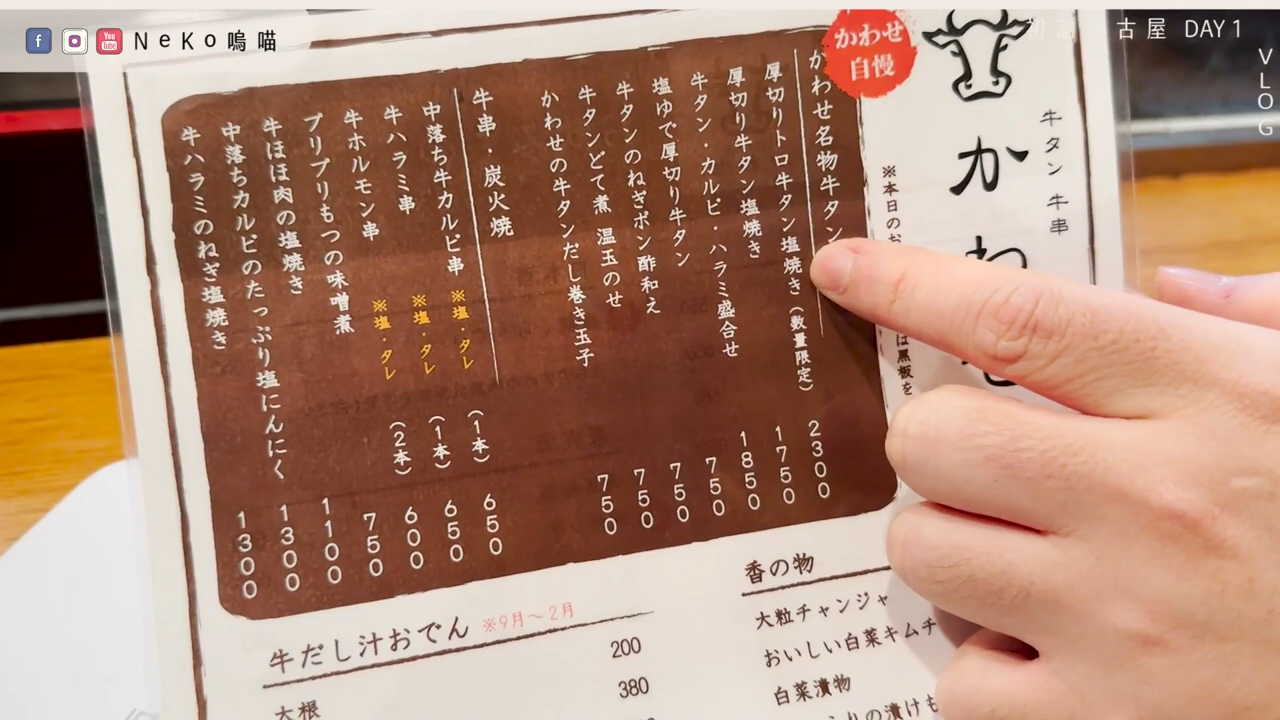 NeKo嗚喵
古屋 DAY 1
VLOG
かわせ
自慢
牛タン 牛串
かわ
※本日のお
は黒板を
かわせ名物牛タン
厚切りトロ牛タン塩焼き(数量限定) 2300
厚切り牛タン塩焼き 1750
牛タン・カルビ・ハラミ盛合せ 1850
塩ゆで厚切り牛タン 750
牛タンのねぎポン酢和え 750
牛タンどて煮 温玉のせ 750
かわせの牛タンだし巻き玉子 750
牛串・炭火焼
中落ち牛カルビ串 ※塩・タレ (1本) 650
牛ハラミ串 ※塩・タレ (1本) 650
牛ホルモン串 ※塩・タレ (2本) 600
プリプリもつの味噌煮 750
牛ほほ肉の塩焼き 1100
中落ちカルビのたっぷり塩にんにく 1300
牛ハラミのねぎ塩焼き 1300
牛だし汁おでん ※9月～2月
200
大根 380
香の物
大粒チャンジャ
おいしい白菜キムチ
白菜漬物
りの漬けも